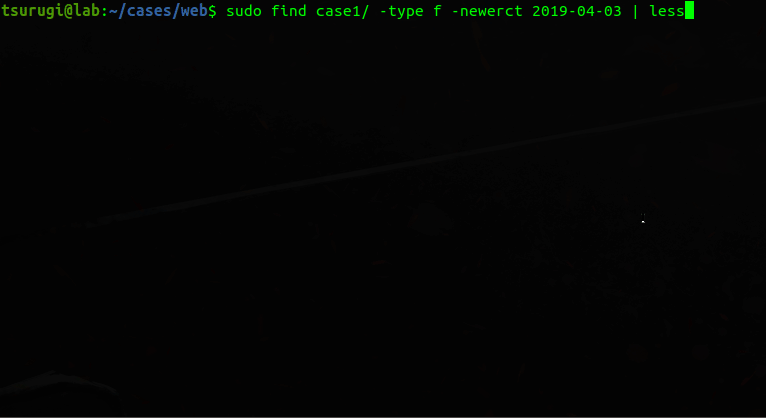 tsurugi@lab:~/cases/web$ sudo find case1/ -type f -newerct 2019-04-03 | less